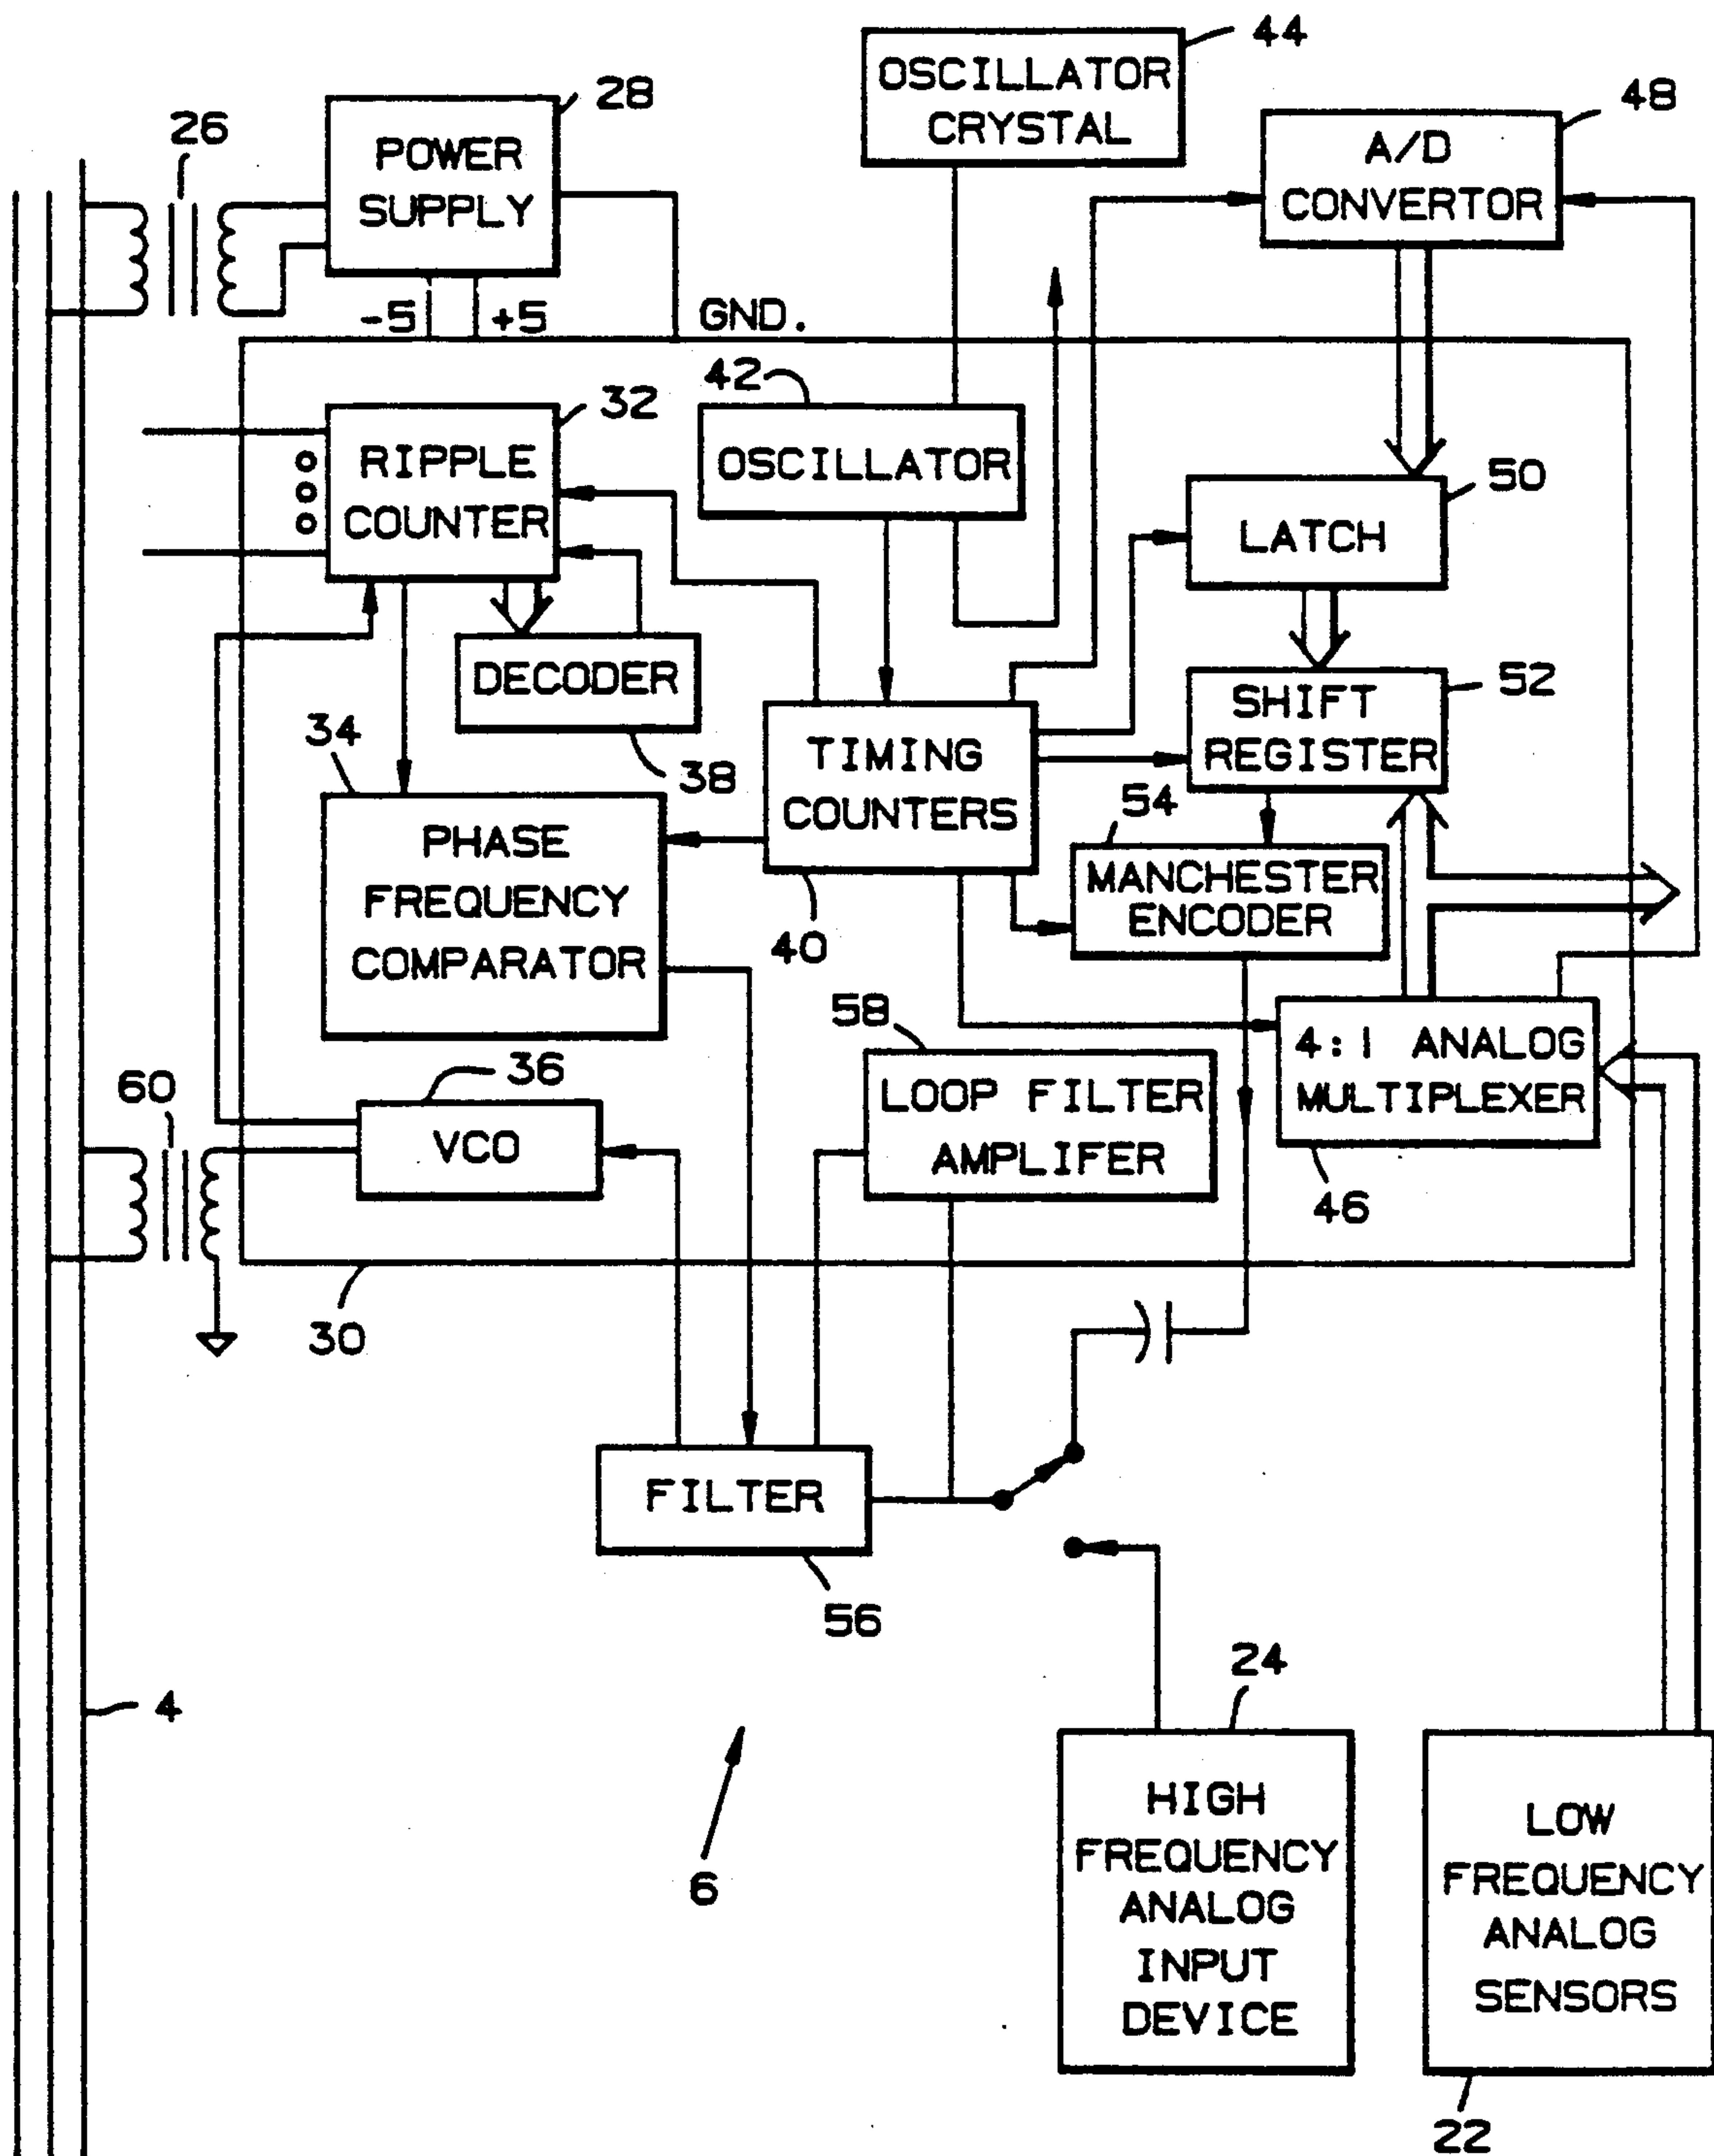 44
OSCILLATOR
CRYSTAL
28
POWER
SUPPLY
26
48
A/D
CONVERTOR
-5
+5
GND.
42
OSCILLATOR
32
RIPPLE
COUNTER
50
LATCH
DECODER
38
52
SHIFT
REGISTER
TIMING
COUNTERS
40
34
PHASE
FREQUENCY
COMPARATOR
54
MANCHESTER
ENCODER
58
LOOP FILTER
AMPLIFER
4:1 ANALOG
MULTIPLEXER
46
36
VCO
60
30
FILTER
56
4
6
24
HIGH
FREQUENCY
ANALOG
INPUT
DEVICE
LOW
FREQUENCY
ANALOG
SENSORS
22